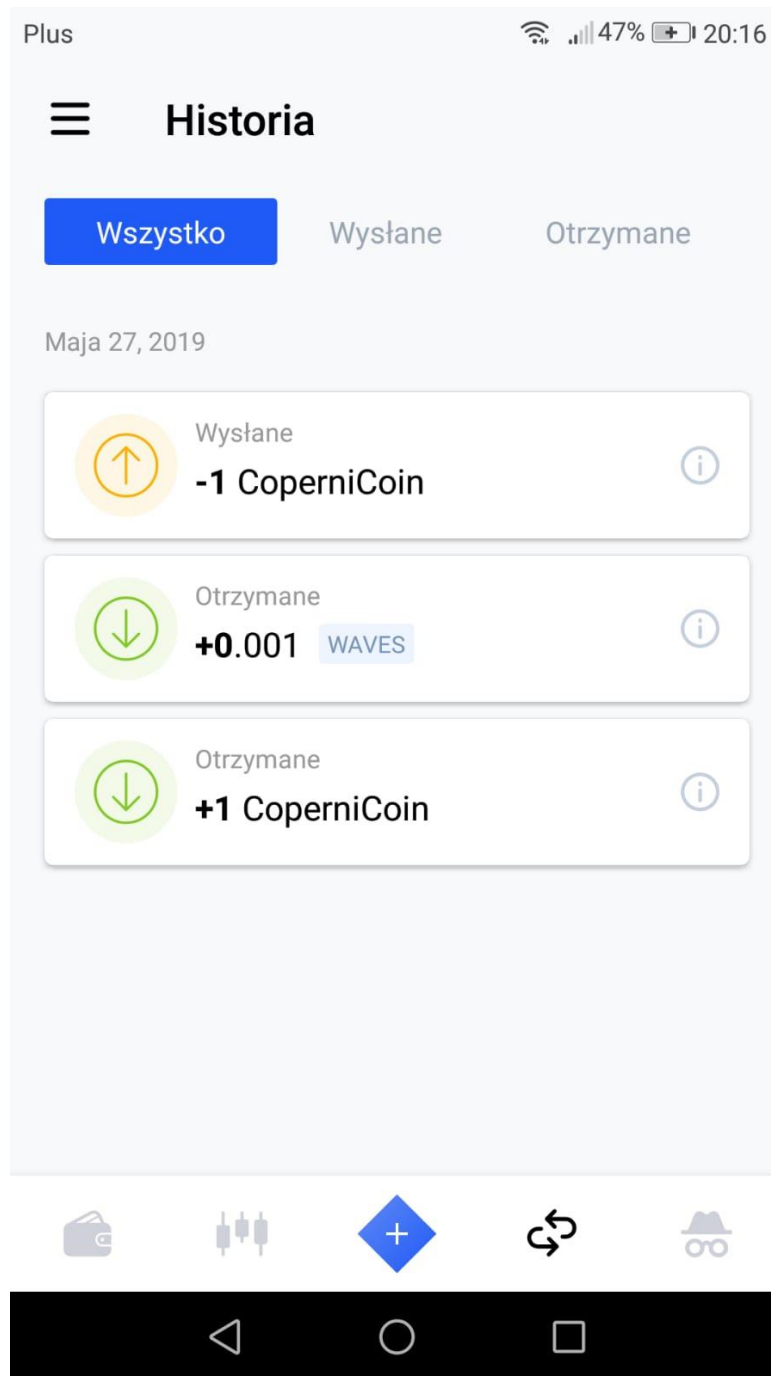 Plus 47% 20:16
Historia
Wszystko Wysłane Otrzymane
Maja 27, 2019
Wysłane
-1 CoperniCoin
Otrzymane
+0.001 WAVES
Otrzymane
+1 CoperniCoin